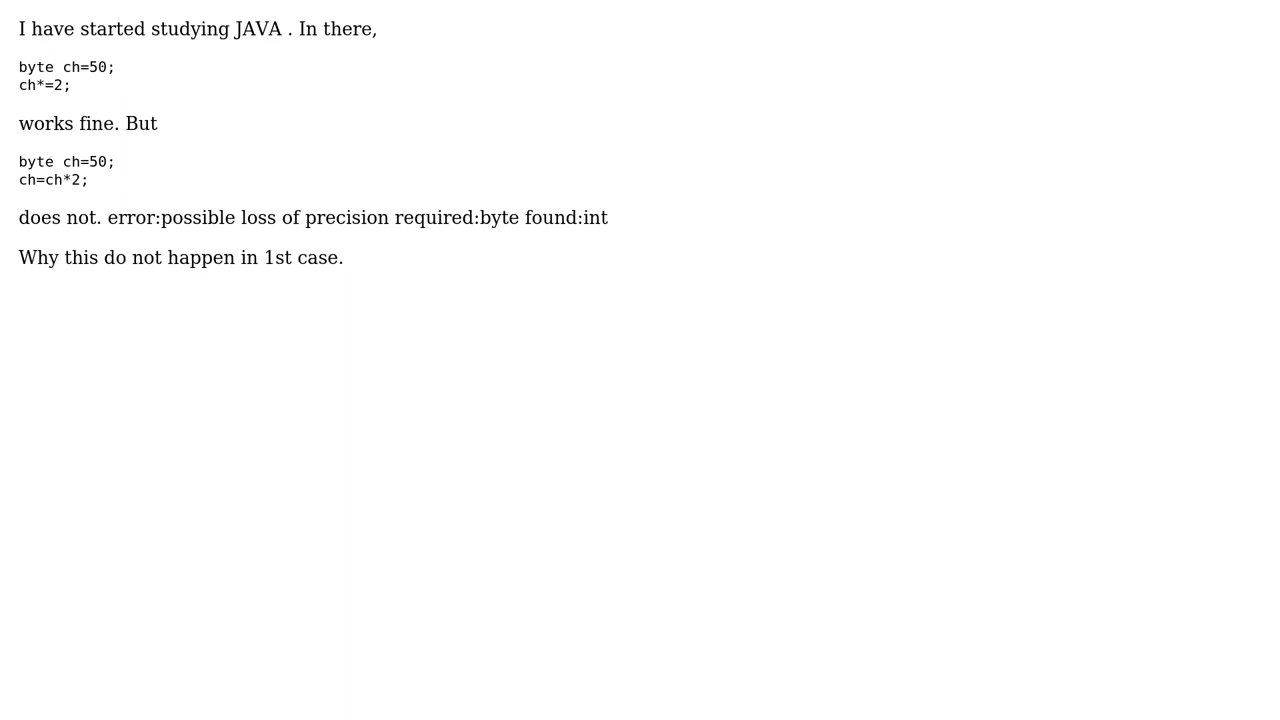 I have started studying JAVA . In there,
byte ch=50;
ch*=2;
works fine. But
byte ch=50;
ch=ch*2;
does not. error:possible loss of precision required:byte found:int
Why this do not happen in 1st case.